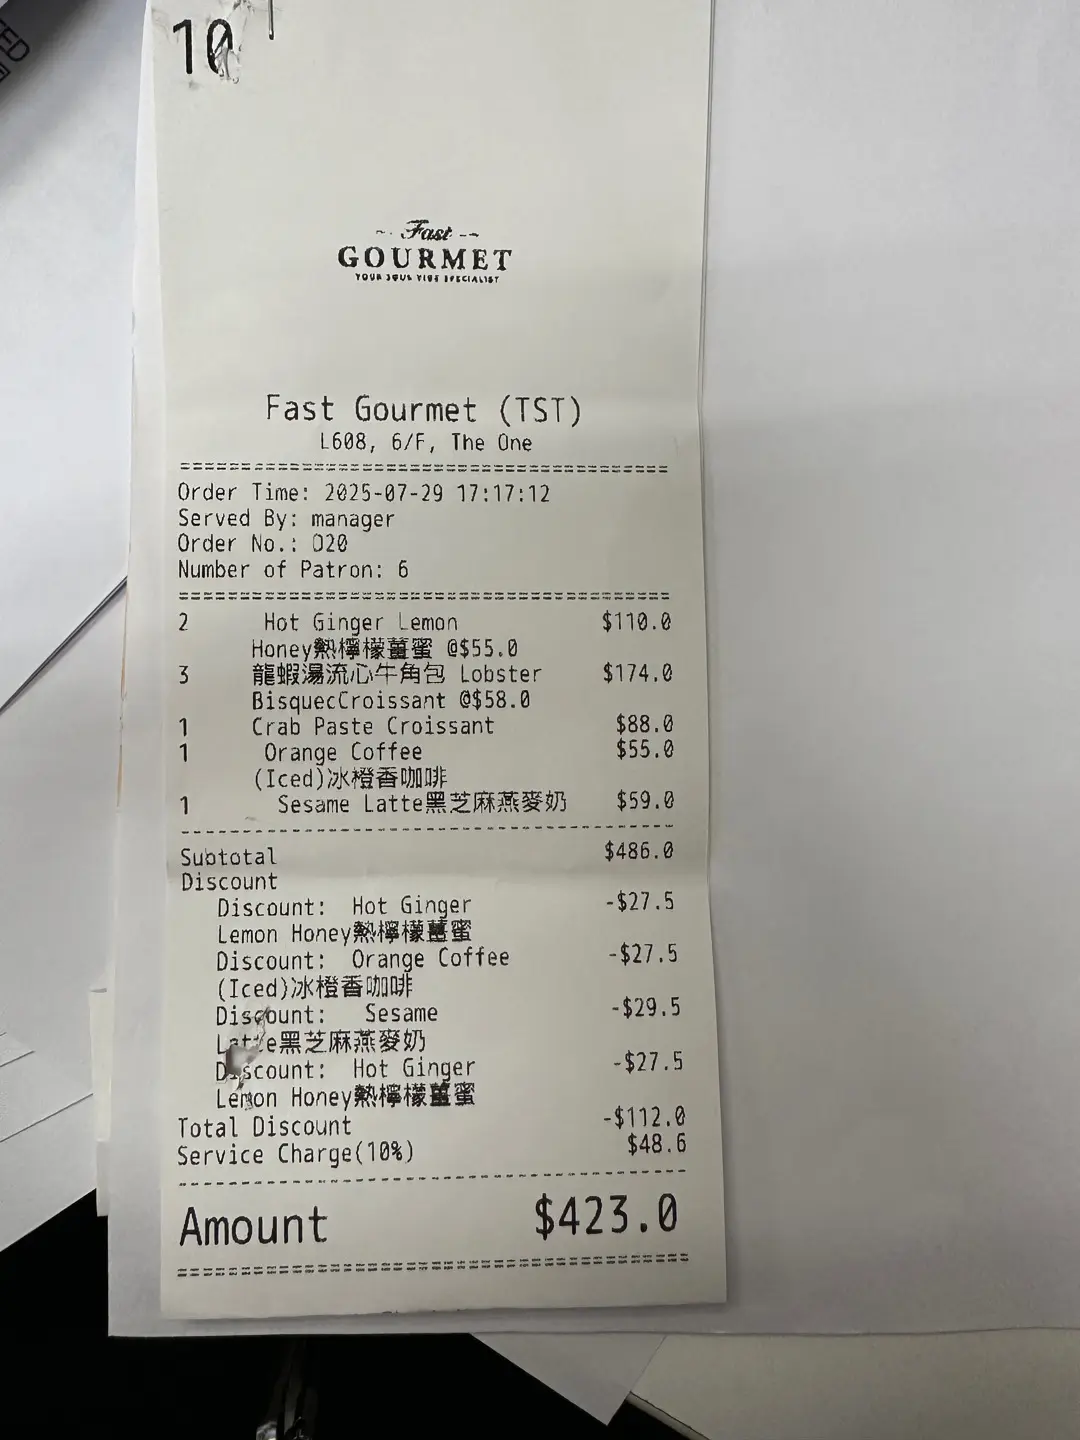 10
Fast
GOURMET
YOUR SOUS VIDE SPECIALIST
Fast Gourmet (TST)
L608, 6/F, The One
Order Time: 2025-07-29 17:17:12
Served By: manager
Order No.: 020
Number of Patron: 6
2 Hot Ginger Lemon $110.0
Honey熱檸檬薑蜜 @$55.0
3 龍蝦湯流心牛角包 Lobster $174.0
BisquecCroissant @$58.0
1 Crab Paste Croissant $88.0
1 Orange Coffee $55.0
(Iced)冰橙香咖啡
1 Sesame Latte黑芝麻燕麥奶 $59.0
Subtotal $486.0
Discount
Discount: Hot Ginger -$27.5
Lemon Honey熱檸檬薑蜜
Discount: Orange Coffee -$27.5
(Iced)冰橙香咖啡
Discount: Sesame -$29.5
Latte黑芝麻燕麥奶
Discount: Hot Ginger -$27.5
Lemon Honey熱檸檬薑蜜
Total Discount -$112.0
Service Charge(10%) $48.6
Amount $423.0